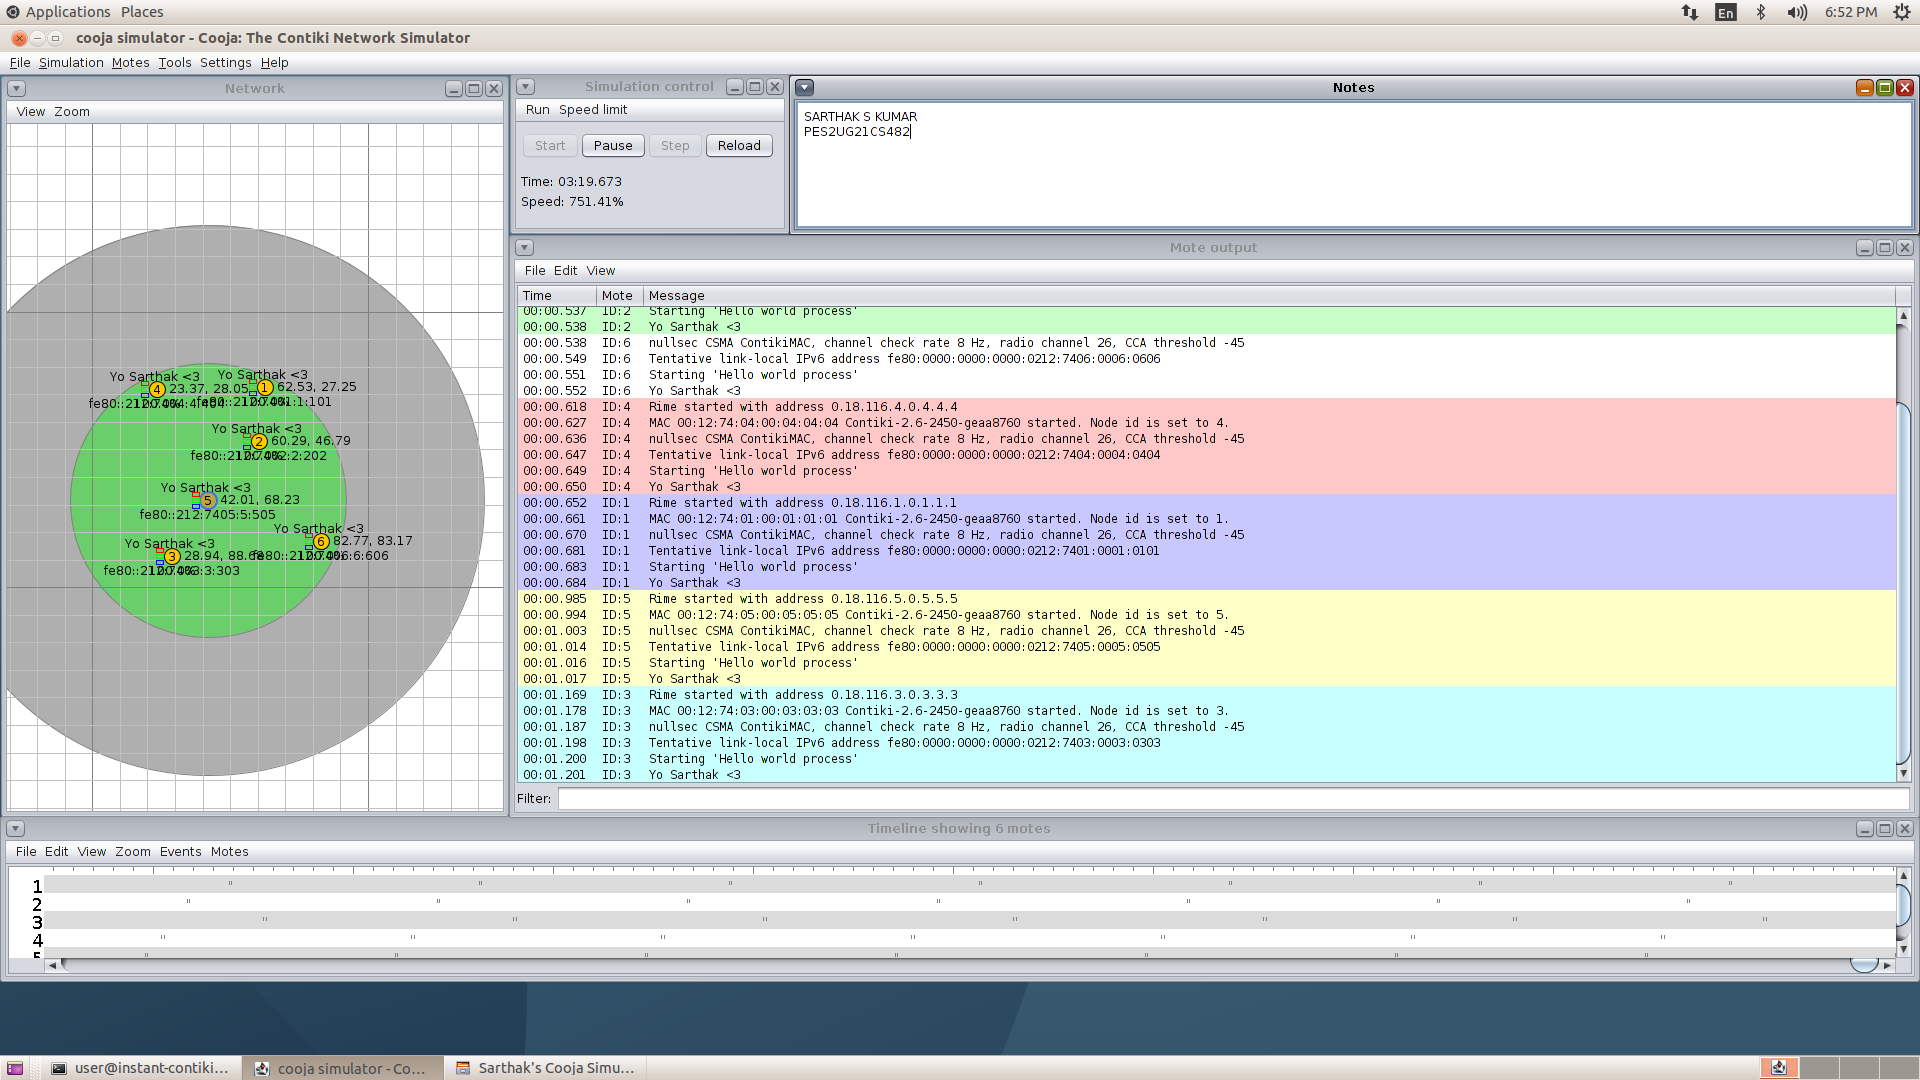 Applications Places
En 6:52 PM
cooja simulator - Cooja: The Contiki Network Simulator
File Simulation Motes Tools Settings Help
Network
View Zoom
Yo Sarthak <3
4 23.37, 28.05
Yo Sarthak <3
1 62.53, 27.25
Yo Sarthak <3
2 60.29, 46.79
Yo Sarthak <3
5 42.01, 68.23
fe80::212:7405:5:505
Yo Sarthak <3
6 82.77, 83.17
Yo Sarthak <3
3 28.94, 88.68
Simulation control
Run Speed limit
Start Pause Step Reload
Time: 03:19.673
Speed: 751.41%
Notes
SARTHAK S KUMAR
PES2UG21CS482
Mote output
File Edit View
Time Mote Message
00:00.537 ID:2 Starting 'Hello world process'
00:00.538 ID:2 Yo Sarthak <3
00:00.538 ID:6 nullsec CSMA ContikiMAC, channel check rate 8 Hz, radio channel 26, CCA threshold -45
00:00.549 ID:6 Tentative link-local IPv6 address fe80:0000:0000:0000:0212:7406:0006:0606
00:00.551 ID:6 Starting 'Hello world process'
00:00.552 ID:6 Yo Sarthak <3
00:00.618 ID:4 Rime started with address 0.18.116.4.0.4.4.4
00:00.627 ID:4 MAC 00:12:74:04:00:04:04:04 Contiki-2.6-2450-geaa8760 started. Node id is set to 4.
00:00.636 ID:4 nullsec CSMA ContikiMAC, channel check rate 8 Hz, radio channel 26, CCA threshold -45
00:00.647 ID:4 Tentative link-local IPv6 address fe80:0000:0000:0000:0212:7404:0004:0404
00:00.649 ID:4 Starting 'Hello world process'
00:00.650 ID:4 Yo Sarthak <3
00:00.652 ID:1 Rime started with address 0.18.116.1.0.1.1.1
00:00.661 ID:1 MAC 00:12:74:01:00:01:01:01 Contiki-2.6-2450-geaa8760 started. Node id is set to 1.
00:00.670 ID:1 nullsec CSMA ContikiMAC, channel check rate 8 Hz, radio channel 26, CCA threshold -45
00:00.681 ID:1 Tentative link-local IPv6 address fe80:0000:0000:0000:0212:7401:0001:0101
00:00.683 ID:1 Starting 'Hello world process'
00:00.684 ID:1 Yo Sarthak <3
00:00.985 ID:5 Rime started with address 0.18.116.5.0.5.5.5
00:00.994 ID:5 MAC 00:12:74:05:00:05:05:05 Contiki-2.6-2450-geaa8760 started. Node id is set to 5.
00:01.003 ID:5 nullsec CSMA ContikiMAC, channel check rate 8 Hz, radio channel 26, CCA threshold -45
00:01.014 ID:5 Tentative link-local IPv6 address fe80:0000:0000:0000:0212:7405:0005:0505
00:01.016 ID:5 Starting 'Hello world process'
00:01.017 ID:5 Yo Sarthak <3
00:01.169 ID:3 Rime started with address 0.18.116.3.0.3.3.3
00:01.178 ID:3 MAC 00:12:74:03:00:03:03:03 Contiki-2.6-2450-geaa8760 started. Node id is set to 3.
00:01.187 ID:3 nullsec CSMA ContikiMAC, channel check rate 8 Hz, radio channel 26, CCA threshold -45
00:01.198 ID:3 Tentative link-local IPv6 address fe80:0000:0000:0000:0212:7403:0003:0303
00:01.200 ID:3 Starting 'Hello world process'
00:01.201 ID:3 Yo Sarthak <3
Filter:
Timeline showing 6 motes
File Edit View Zoom Events Motes
1
2
3
4
5
user@instant-contiki... cooja simulator - Co... Sarthak's Cooja Simu...